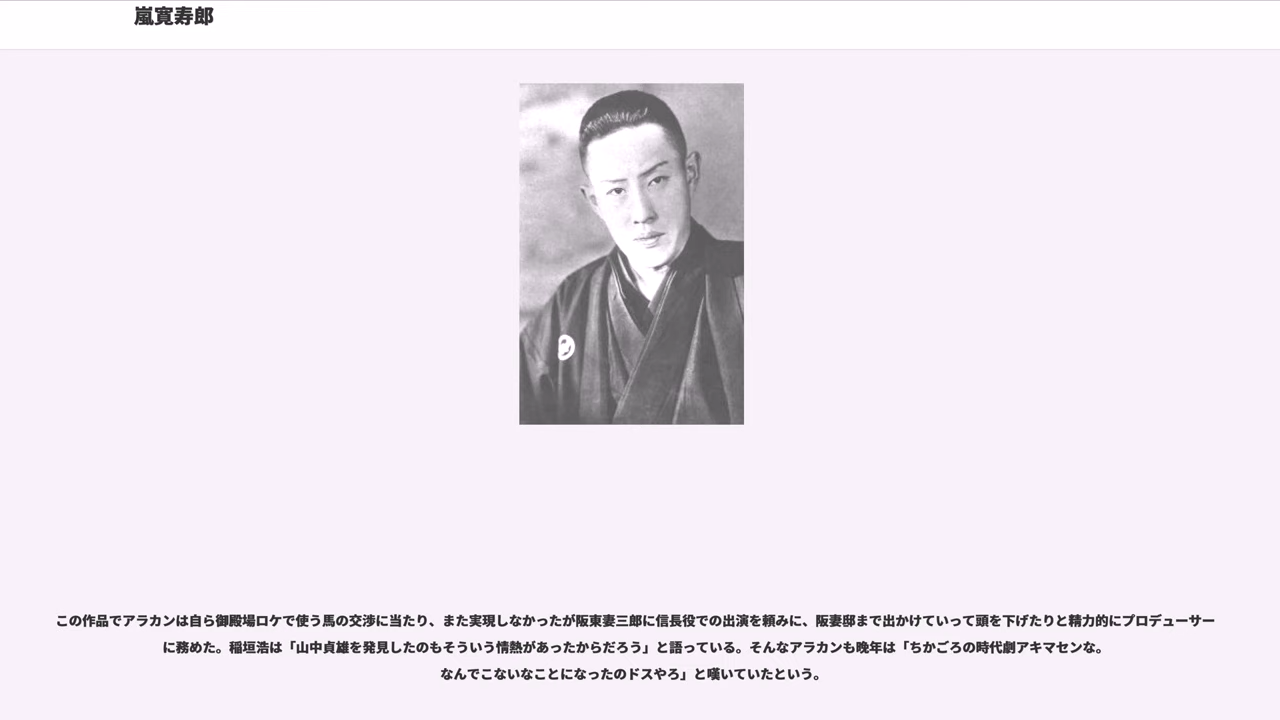 嵐寛寿郎
この作品でアラカンは自ら御殿場ロケで使う馬の交渉に当たり、また実現しなかったが阪東妻三郎に信長役での出演を頼みに、阪妻邸まで出かけていって頭を下げたりと精力的にプロデューサー
に務めた。稲垣浩は「山中貞雄を発見したのもそういう情熱があったからだろう」と語っている。そんなアラカンも晩年は「ちかごろの時代劇アキマセンな。
なんでこないなことになったのドスやろ」と嘆いていたという。